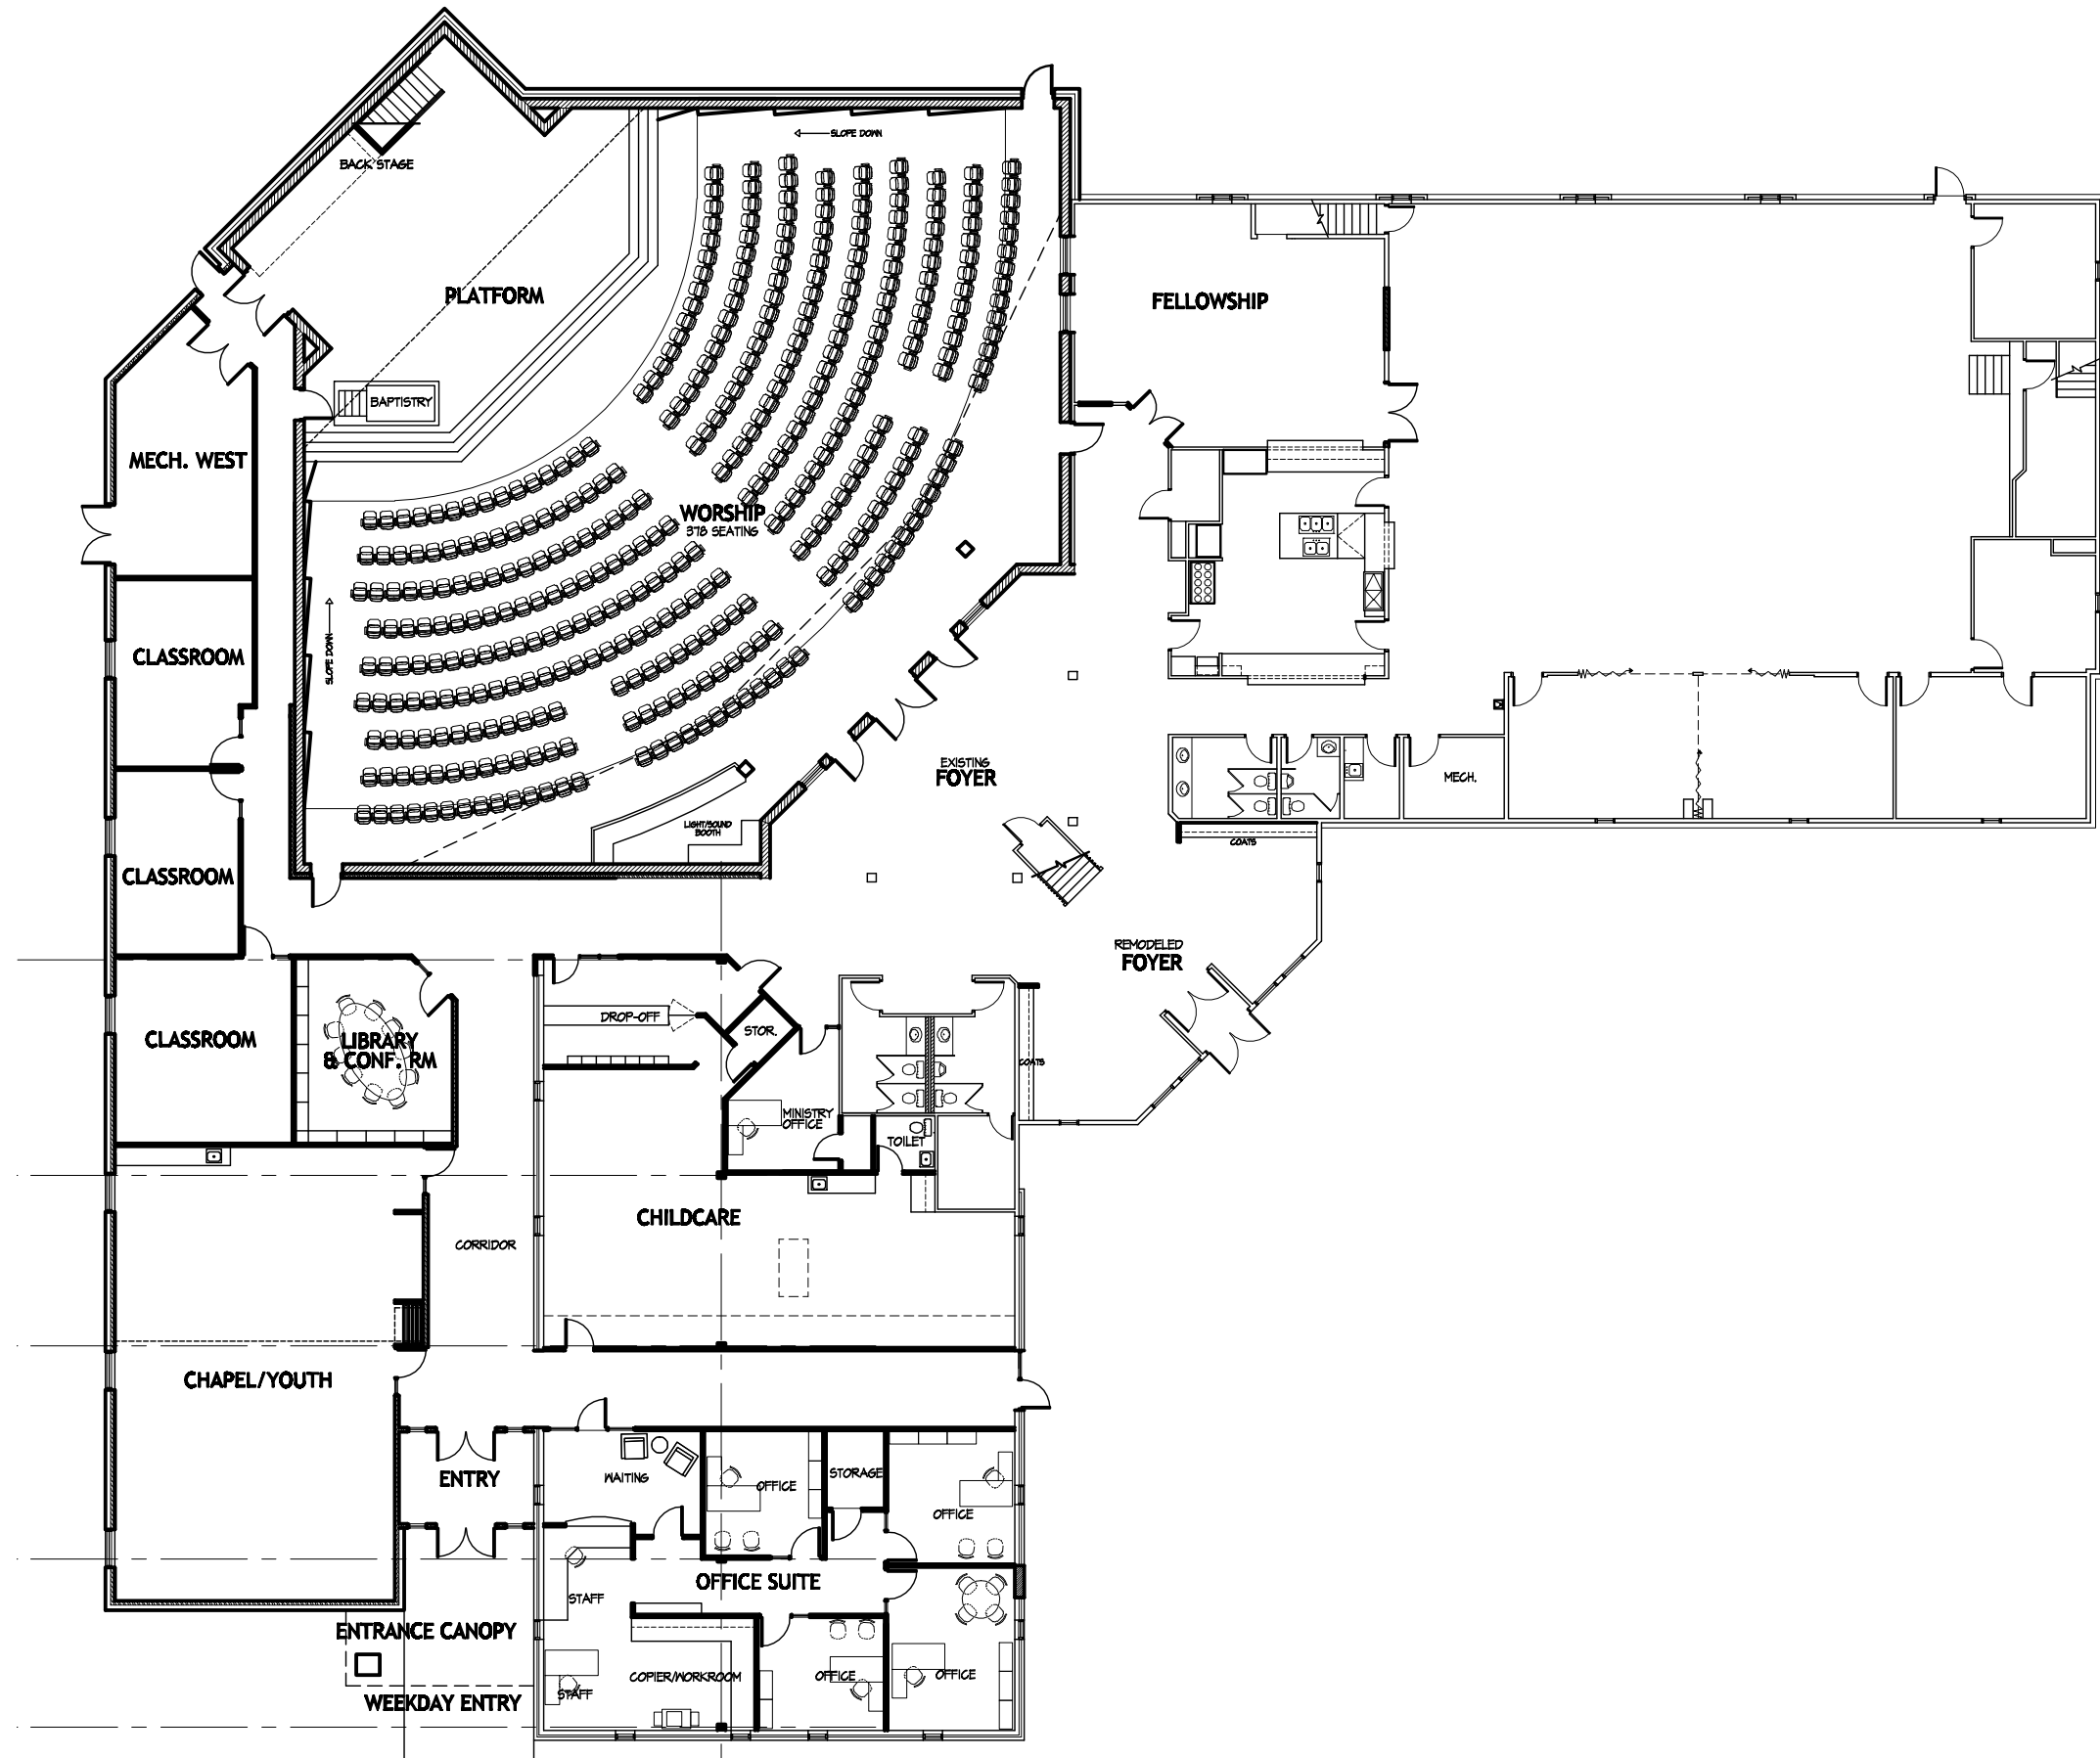 SLOPE DOWN
BACK STAGE
PLATFORM
FELLOWSHIP
BAPTISTRY
MECH. WEST
WORSHIP
378 SEATING
SLOPE DOWN
CLASSROOM
EXISTING
FOYER
MECH.
LIGHT/SOUND
BOOTH
COATS
CLASSROOM
REMODELED
FOYER
DROP-OFF
STOR.
CLASSROOM
LIBRARY
& CONF. RM
COATS
MINISTRY
OFFICE
TOILET
CHILDCARE
CORRIDOR
CHAPEL/YOUTH
ENTRY
WAITING
OFFICE
STORAGE
OFFICE
OFFICE SUITE
STAFF
ENTRANCE CANOPY
COPIER/WORKROOM
OFFICE
OFFICE
STAFF
WEEKDAY ENTRY